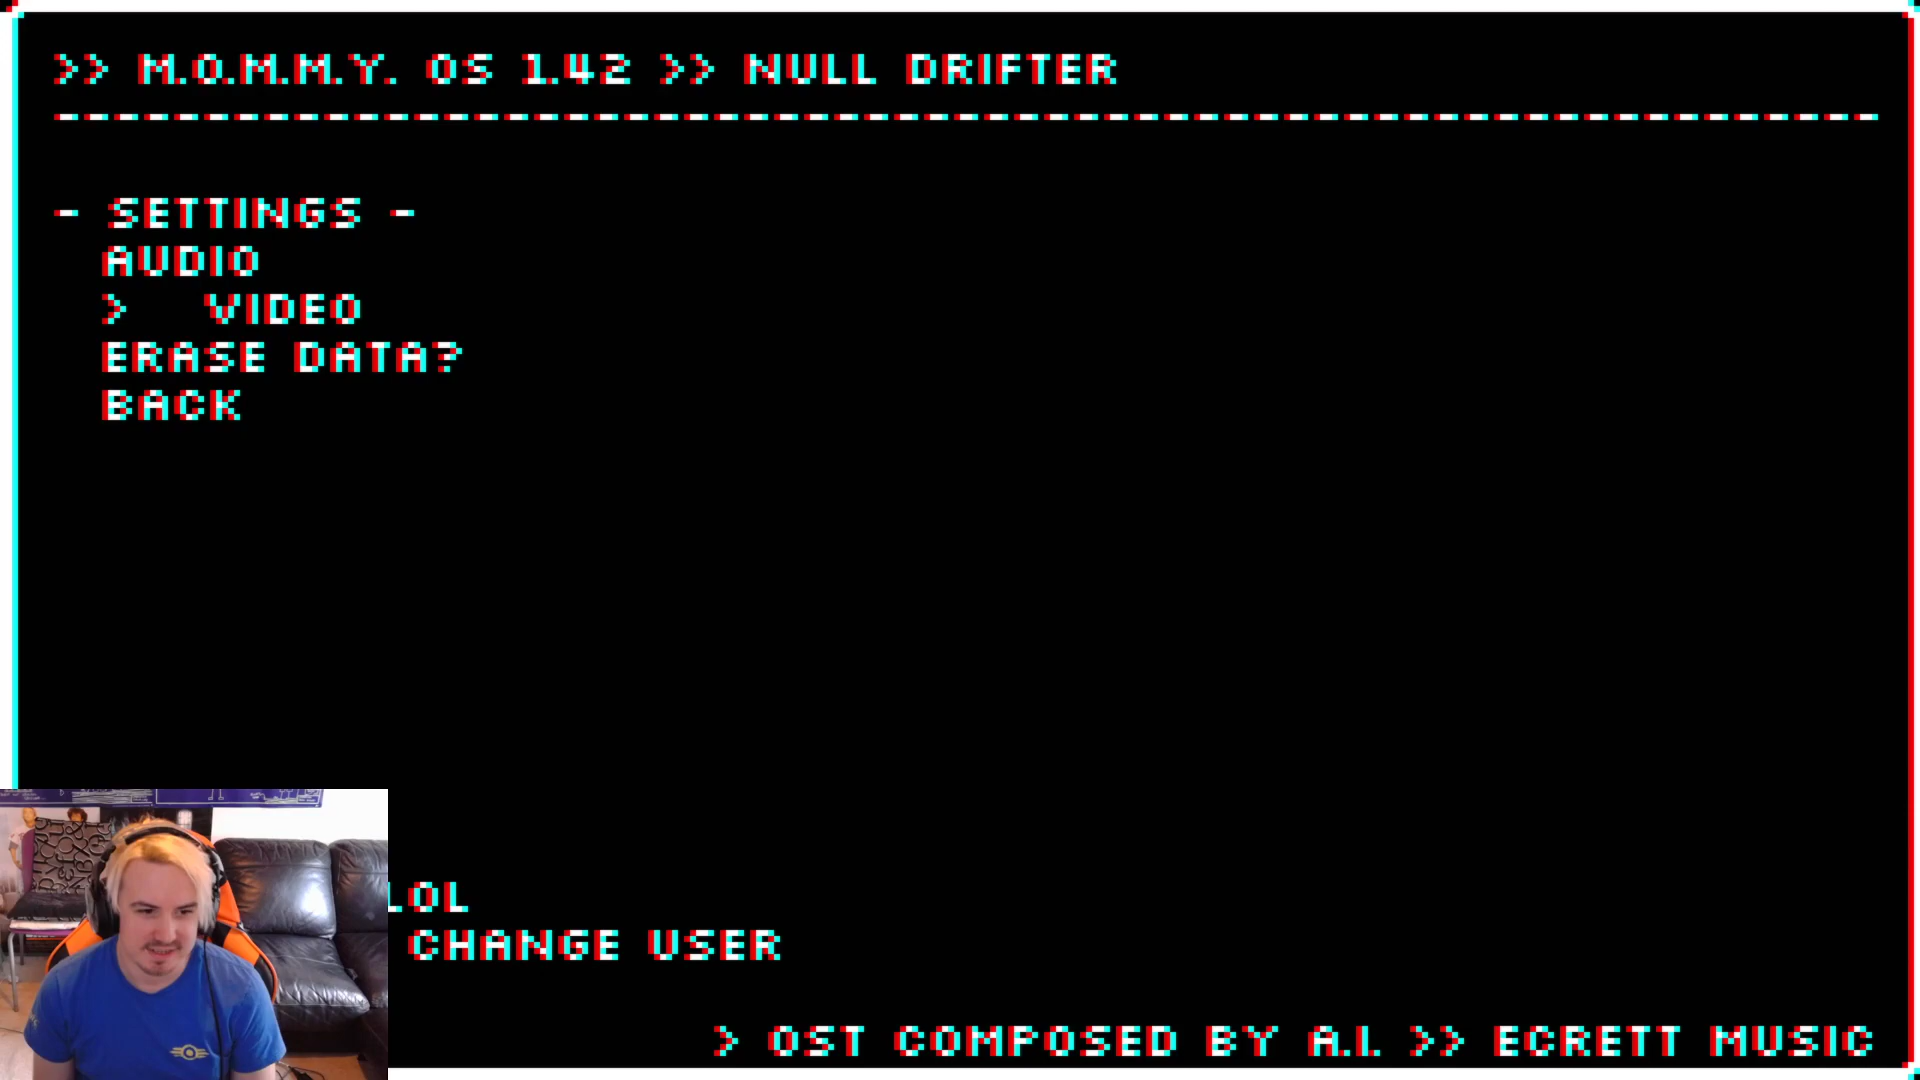 >> M.O.M.M.Y. OS 1.42 >> NULL DRIFTER
- SETTINGS -
AUDIO
> VIDEO
ERASE DATA?
BACK
LOL
CHANGE USER
> OST COMPOSED BY A.I. >> ECRETT MUSIC